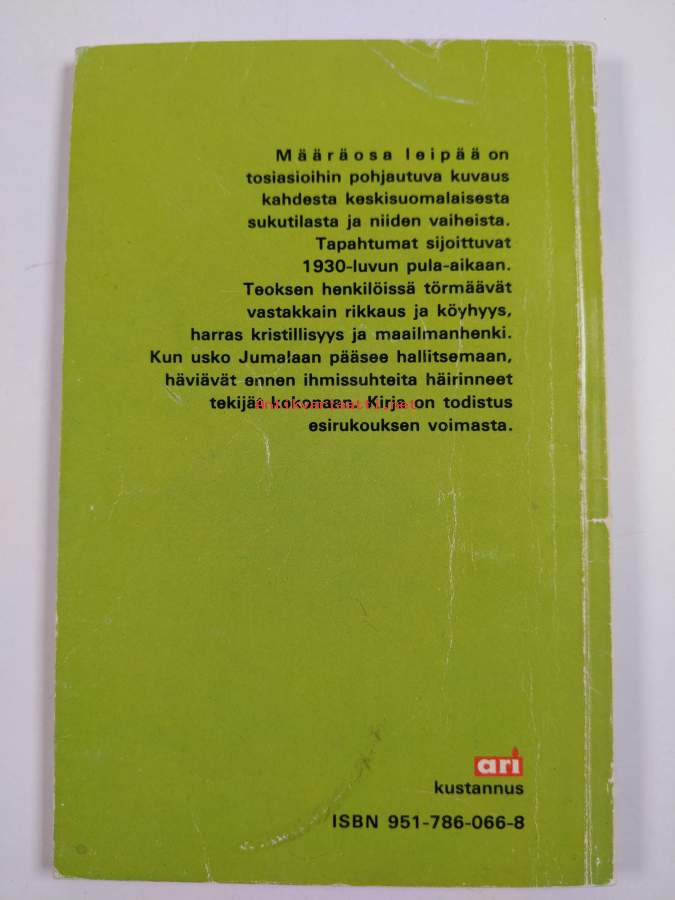 Määräosa leipää on
tosiasioihin pohjautuva kuvaus
kahdesta keskisuomalaisesta
sukutilasta ja niiden vaiheista.
Tapahtumat sijoittuvat
1930-luvun pula-aikaan.
Teoksen henkilöissä törmäävät
vastakkain rikkaus ja köyhyys,
harras kristillisyys ja maailmanhenki.
Kun usko Jumalaan pääsee hallitsemaan,
häviävät ennen ihmissuhteita häirinneet
tekijät kokonaan. Kirja on todistus
Antikvariaatti.net
esirukouksen voimasta.
ari
kustannus
ISBN 951-786-066-8